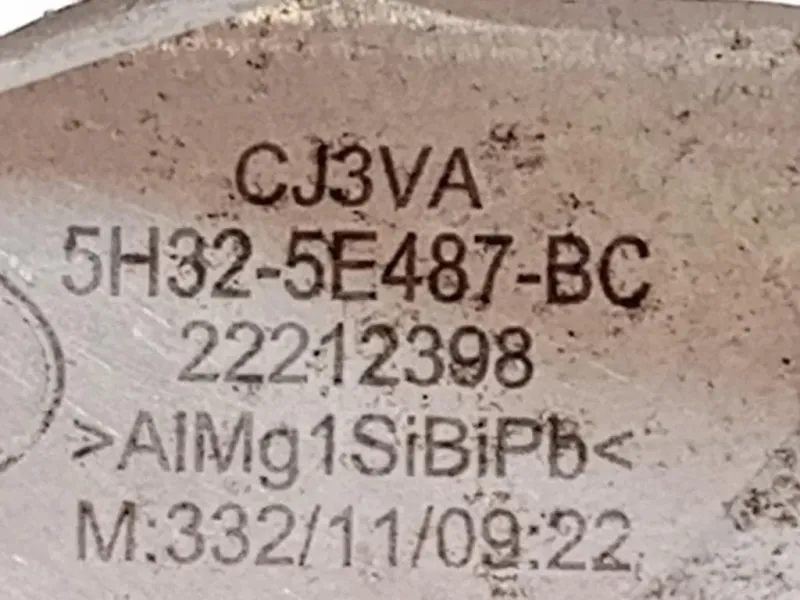 CJ3VA
5H32-5E487-BC
22212398
>AlMg1SiBiPb<
M:332/11/09:22